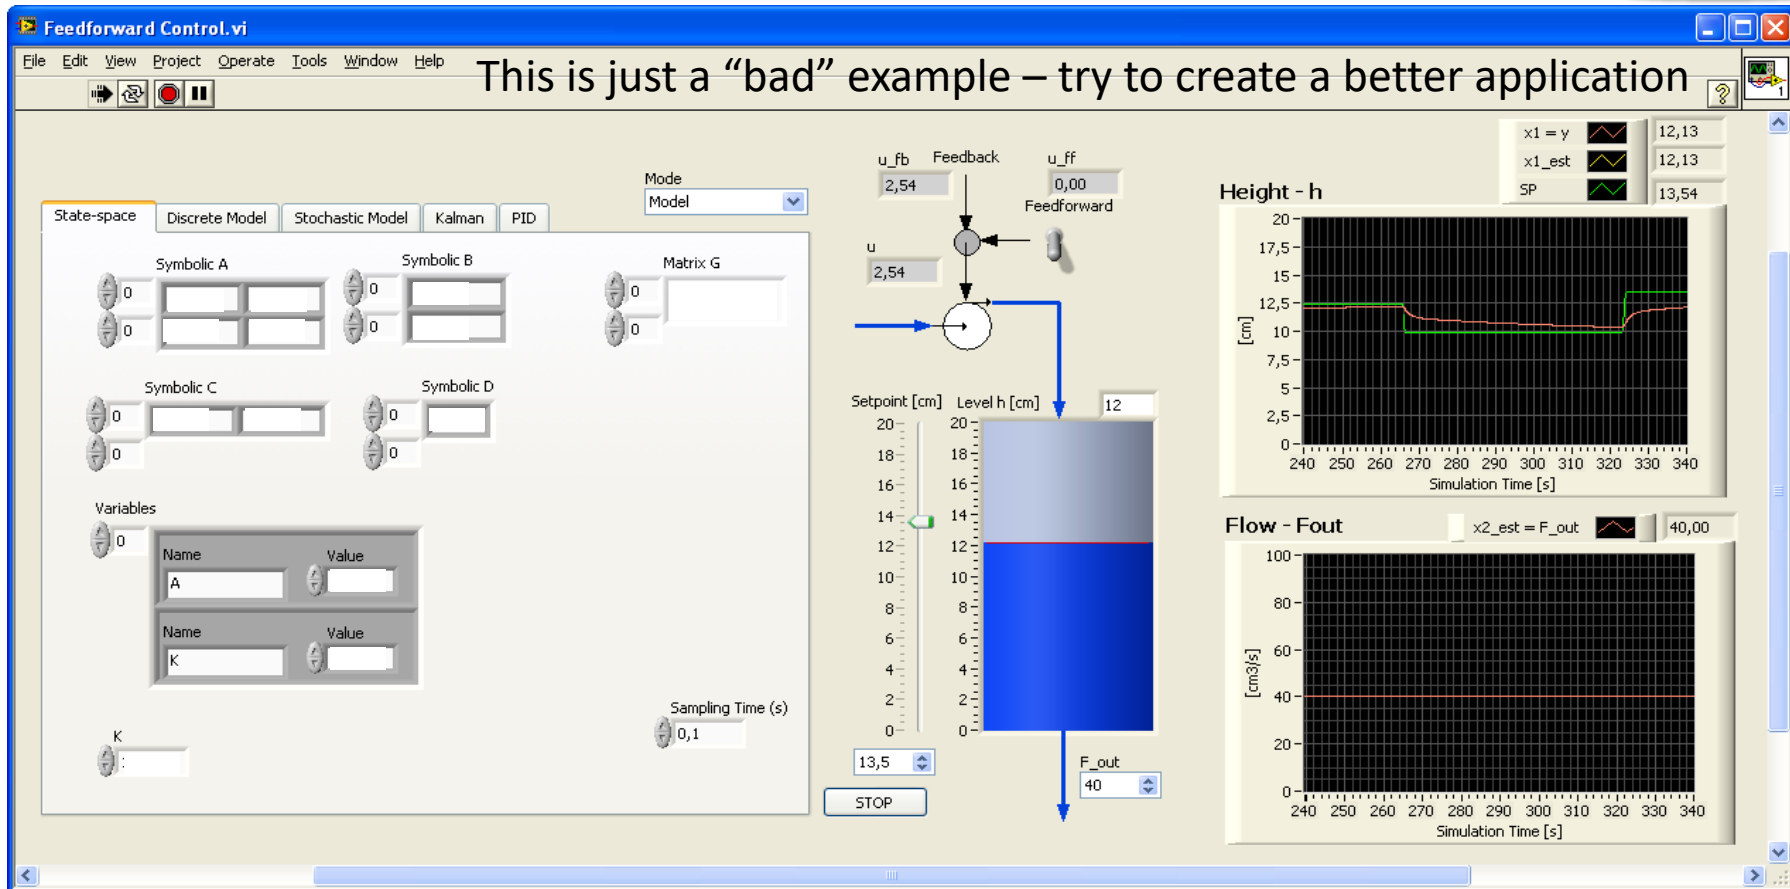 Feedforward Control.vi
File Edit View Project Operate Tools Window Help
This is just a “bad” example – try to create a better application
?
1
Mode
Model
State-space Discrete Model Stochastic Model Kalman PID
Symbolic A Symbolic B Matrix G
0 0 0
0 0 0
Symbolic C Symbolic D
0 0
0 0
Variables
0
Name Value
A
Name Value
K
Sampling Time (s)
0,1
K
u_fb Feedback u_ff
2,54 0,00
Feedforward
u
2,54
Setpoint [cm] Level h [cm] 12
20 20
18 18
16 16
14 14
12 12
10 10
8 8
6 6
4 4
2 2
0 0
13,5
F_out
40
STOP
x1 = y 12,13
x1_est 12,13
SP 13,54
Height - h
20
17,5
15
12,5
10
7,5
5
2,5
0
[cm]
240 250 260 270 280 290 300 310 320 330 340
Simulation Time [s]
Flow - Fout x2_est = F_out 40,00
100
80
60
40
20
0
[cm3/s]
240 250 260 270 280 290 300 310 320 330 340
Simulation Time [s]